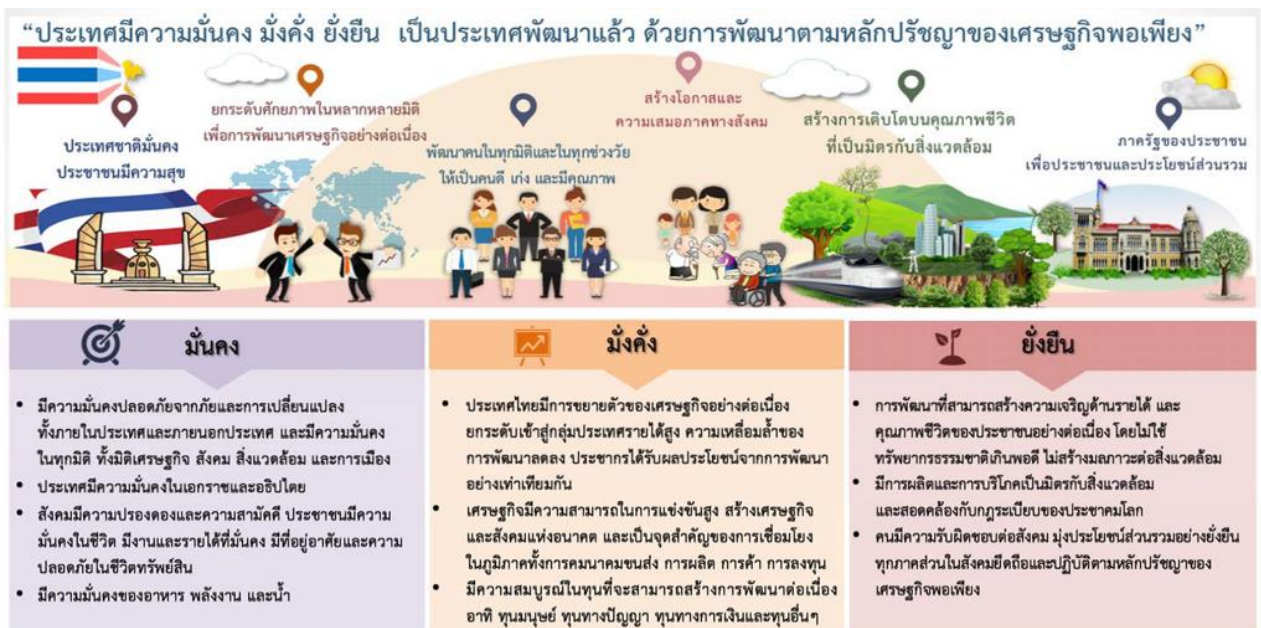 “ประเทศมีความมั่นคง มั่งคั่ง ยั่งยืน เป็นประเทศพัฒนาแล้ว ด้วยการพัฒนาตามหลักปรัชญาของเศรษฐกิจพอเพียง”
ประเทศชาติมั่นคง
ประชาชนมีความสุข
ยกระดับศักยภาพในหลากหลายมิติ
เพื่อการพัฒนาเศรษฐกิจอย่างต่อเนื่อง
พัฒนาคนในทุกมิติและในทุกช่วงวัย
ให้เป็นคนดี เก่ง และมีคุณภาพ
สร้างโอกาสและ
ความเสมอภาคทางสังคม
สร้างการเติบโตบนคุณภาพชีวิต
ที่เป็นมิตรกับสิ่งแวดล้อม
ภาครัฐของประชาชน
เพื่อประชาชนและประโยชน์ส่วนรวม
มั่นคง
• มีความมั่นคงปลอดภัยจากภัยและการเปลี่ยนแปลง
ทั้งภายในประเทศและภายนอกประเทศ และมีความมั่นคง
ในทุกมิติ ทั้งมิติเศรษฐกิจ สังคม สิ่งแวดล้อม และการเมือง
• ประเทศมีความมั่นคงในเอกราชและอธิปไตย
• สังคมมีความปรองดองและความสามัคคี ประชาชนมีความ
มั่นคงในชีวิต มีงานและรายได้ที่มั่นคง มีที่อยู่อาศัยและความ
ปลอดภัยในชีวิตทรัพย์สิน
• มีความมั่นคงของอาหาร พลังงาน และน้ำ
มั่งคั่ง
• ประเทศไทยมีการขยายตัวของเศรษฐกิจอย่างต่อเนื่อง
ยกระดับเข้าสู่กลุ่มประเทศรายได้สูง ความเหลื่อมล้ำของ
การพัฒนาลดลง ประชากรได้รับผลประโยชน์จากการพัฒนา
อย่างเท่าเทียมกัน
• เศรษฐกิจมีความสามารถในการแข่งขันสูง สร้างเศรษฐกิจ
และสังคมแห่งอนาคต และเป็นจุดสำคัญของการเชื่อมโยง
ในภูมิภาคทั้งการคมนาคมขนส่ง การผลิต การค้า การลงทุน
• มีความสมบูรณ์ในทุนที่จะสามารถสร้างการพัฒนาต่อเนื่อง
อาทิ ทุนมนุษย์ ทุนทางปัญญา ทุนทางการเงินและทุนอื่นๆ
ยั่งยืน
• การพัฒนาที่สามารถสร้างความเจริญด้านรายได้ และ
คุณภาพชีวิตของประชาชนอย่างต่อเนื่อง โดยไม่ใช้
ทรัพยากรธรรมชาติเกินพอดี ไม่สร้างมลภาวะต่อสิ่งแวดล้อม
• มีการผลิตและการบริโภคเป็นมิตรกับสิ่งแวดล้อม
และสอดคล้องกับกฎระเบียบของประชาคมโลก
• คนมีความรับผิดชอบต่อสังคม มุ่งประโยชน์ส่วนรวมอย่างยั่งยืน
ทุกภาคส่วนในสังคมยึดถือและปฏิบัติตามหลักปรัชญาของ
เศรษฐกิจพอเพียง